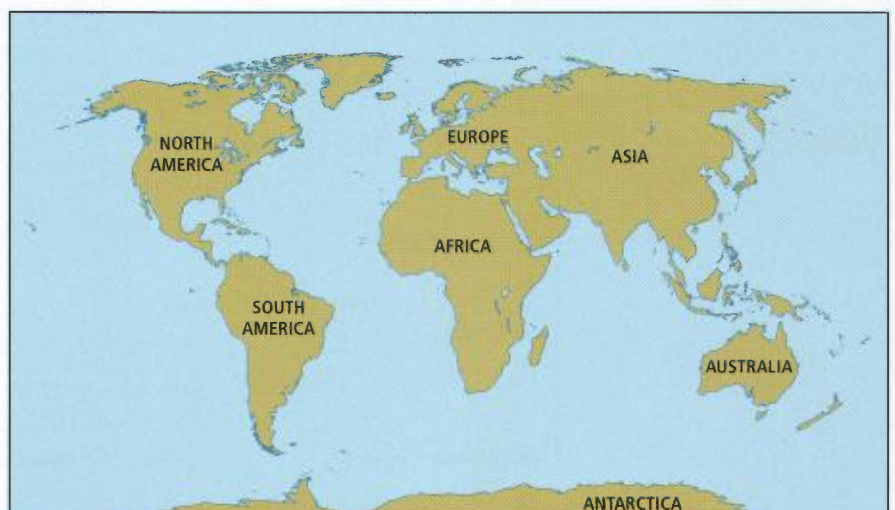 NORTH
AMERICA
EUROPE
ASIA
AFRICA
SOUTH
AMERICA
AUSTRALIA
ANTARCTICA